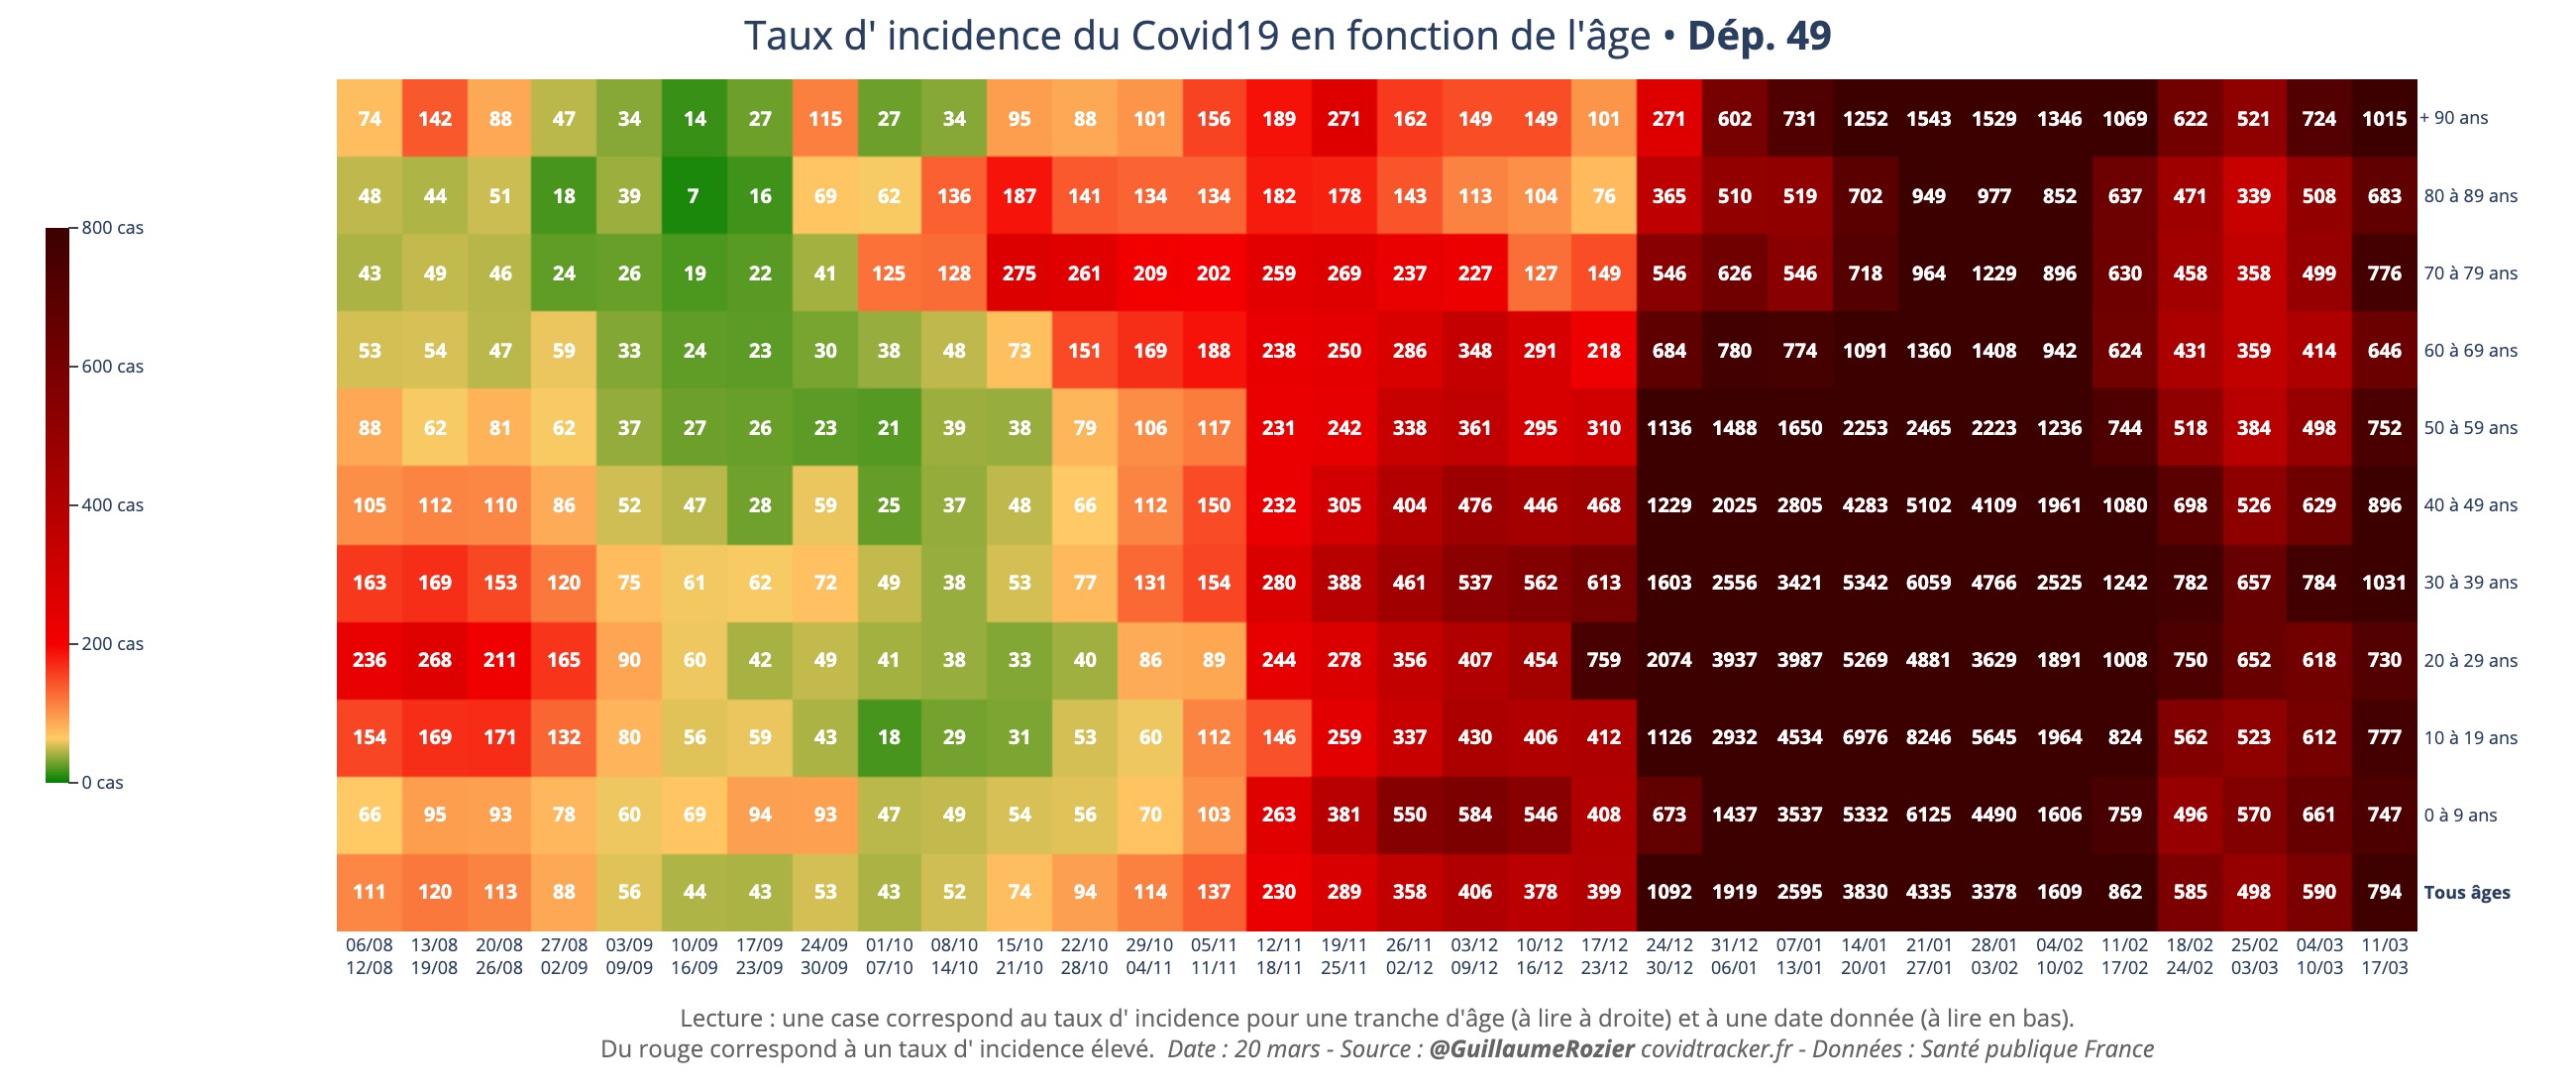 Taux d' incidence du Covid19 en fonction de l'âge • Dép. 49
800 cas
600 cas
400 cas
200 cas
0 cas
74 142 88 47 34 14 27 115 27 34 95 88 101 156 189 271 162 149 149 101 271 602 731 1252 1543 1529 1346 1069 622 521 724 1015 + 90 ans
48 44 51 18 39 7 16 69 62 136 187 141 134 134 182 178 143 113 104 76 365 510 519 702 949 977 852 637 471 339 508 683 80 à 89 ans
43 49 46 24 26 19 22 41 125 128 275 261 209 202 259 269 237 227 127 149 546 626 546 718 964 1229 896 630 458 358 499 776 70 à 79 ans
53 54 47 59 33 24 23 30 38 48 73 151 169 188 238 250 286 348 291 218 684 780 774 1091 1360 1408 942 624 431 359 414 646 60 à 69 ans
88 62 81 62 37 27 26 23 21 39 38 79 106 117 231 242 338 361 295 310 1136 1488 1650 2253 2465 2223 1236 744 518 384 498 752 50 à 59 ans
105 112 110 86 52 47 28 59 25 37 48 66 112 150 232 305 404 476 446 468 1229 2025 2805 4283 5102 4109 1961 1080 698 526 629 896 40 à 49 ans
163 169 153 120 75 61 62 72 49 38 53 77 131 154 280 388 461 537 562 613 1603 2556 3421 5342 6059 4766 2525 1242 782 657 784 1031 30 à 39 ans
236 268 211 165 90 60 42 49 41 38 33 40 86 89 244 278 356 407 454 759 2074 3937 3987 5269 4881 3629 1891 1008 750 652 618 730 20 à 29 ans
154 169 171 132 80 56 59 43 18 29 31 53 60 112 146 259 337 430 406 412 1126 2932 4534 6976 8246 5645 1964 824 562 523 612 777 10 à 19 ans
66 95 93 78 60 69 94 93 47 49 54 56 70 103 263 381 550 584 546 408 673 1437 3537 5332 6125 4490 1606 759 496 570 661 747 0 à 9 ans
111 120 113 88 56 44 43 53 43 52 74 94 114 137 230 289 358 406 378 399 1092 1919 2595 3830 4335 3378 1609 862 585 498 590 794 Tous âges
06/08 13/08 20/08 27/08 03/09 10/09 17/09 24/09 01/10 08/10 15/10 22/10 29/10 05/11 12/11 19/11 26/11 03/12 10/12 17/12 24/12 31/12 07/01 14/01 21/01 28/01 04/02 11/02 18/02 25/02 04/03 11/03
12/08 19/08 26/08 02/09 09/09 16/09 23/09 30/09 07/10 14/10 21/10 28/10 04/11 11/11 18/11 25/11 02/12 09/12 16/12 23/12 30/12 06/01 13/01 20/01 27/01 03/02 10/02 17/02 24/02 03/03 10/03 17/03
Lecture : une case correspond au taux d' incidence pour une tranche d'âge (à lire à droite) et à une date donnée (à lire en bas).
Du rouge correspond à un taux d' incidence élevé. Date : 20 mars - Source : @GuillaumeRozier covidtracker.fr - Données : Santé publique France